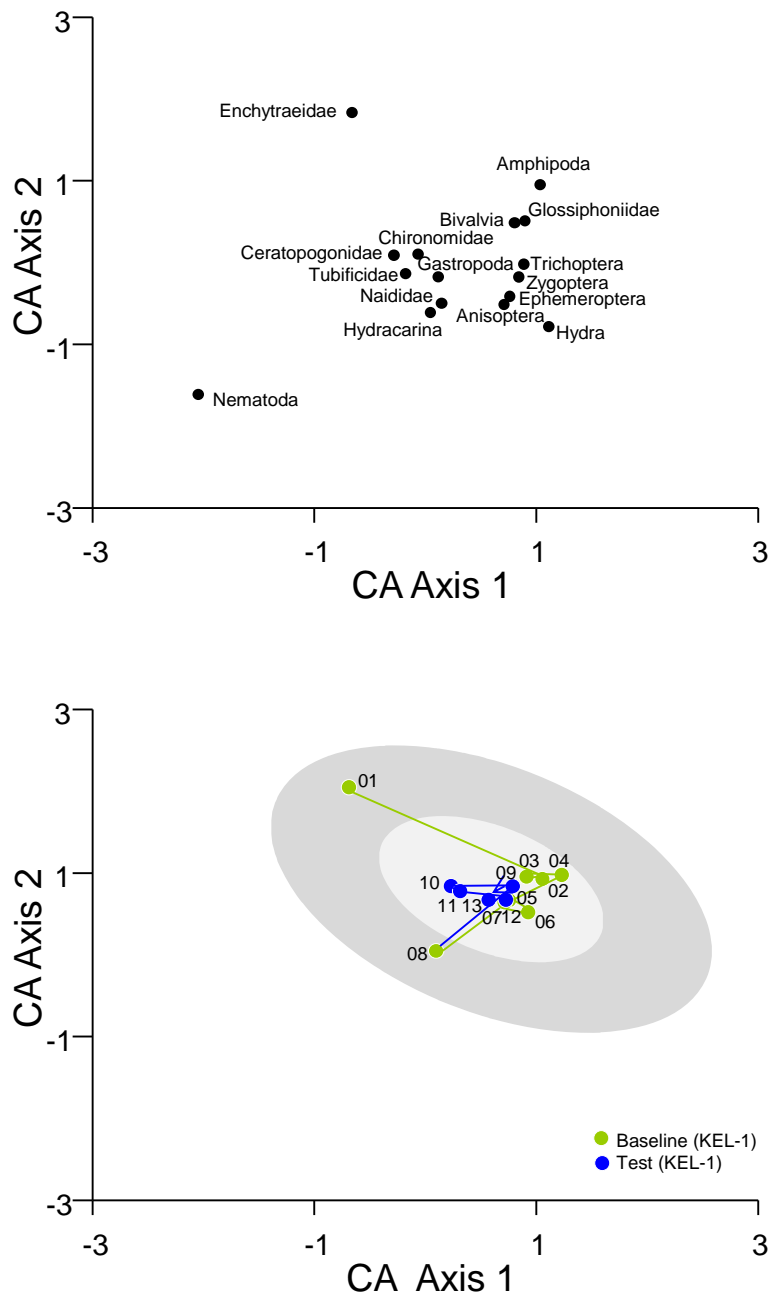 3
Enchytraeidae
Amphipoda
1
Glossiphoniidae
Bivalvia
Chironomidae
Ceratopogonidae
Gastropoda
Trichoptera
Tubificidae
Zygoptera
Naididae
Ephemeroptera
Anisoptera
Hydracarina
Hydra
-1
Nematoda
-3
CA Axis 2
-3
-1
1
3
CA Axis 1
3
01
1
03
04
09
10
02
11
13
05
07
12
06
08
-1
Baseline (KEL-1)
Test (KEL-1)
-3
CA Axis 2
-3
-1
1
3
CA Axis 1